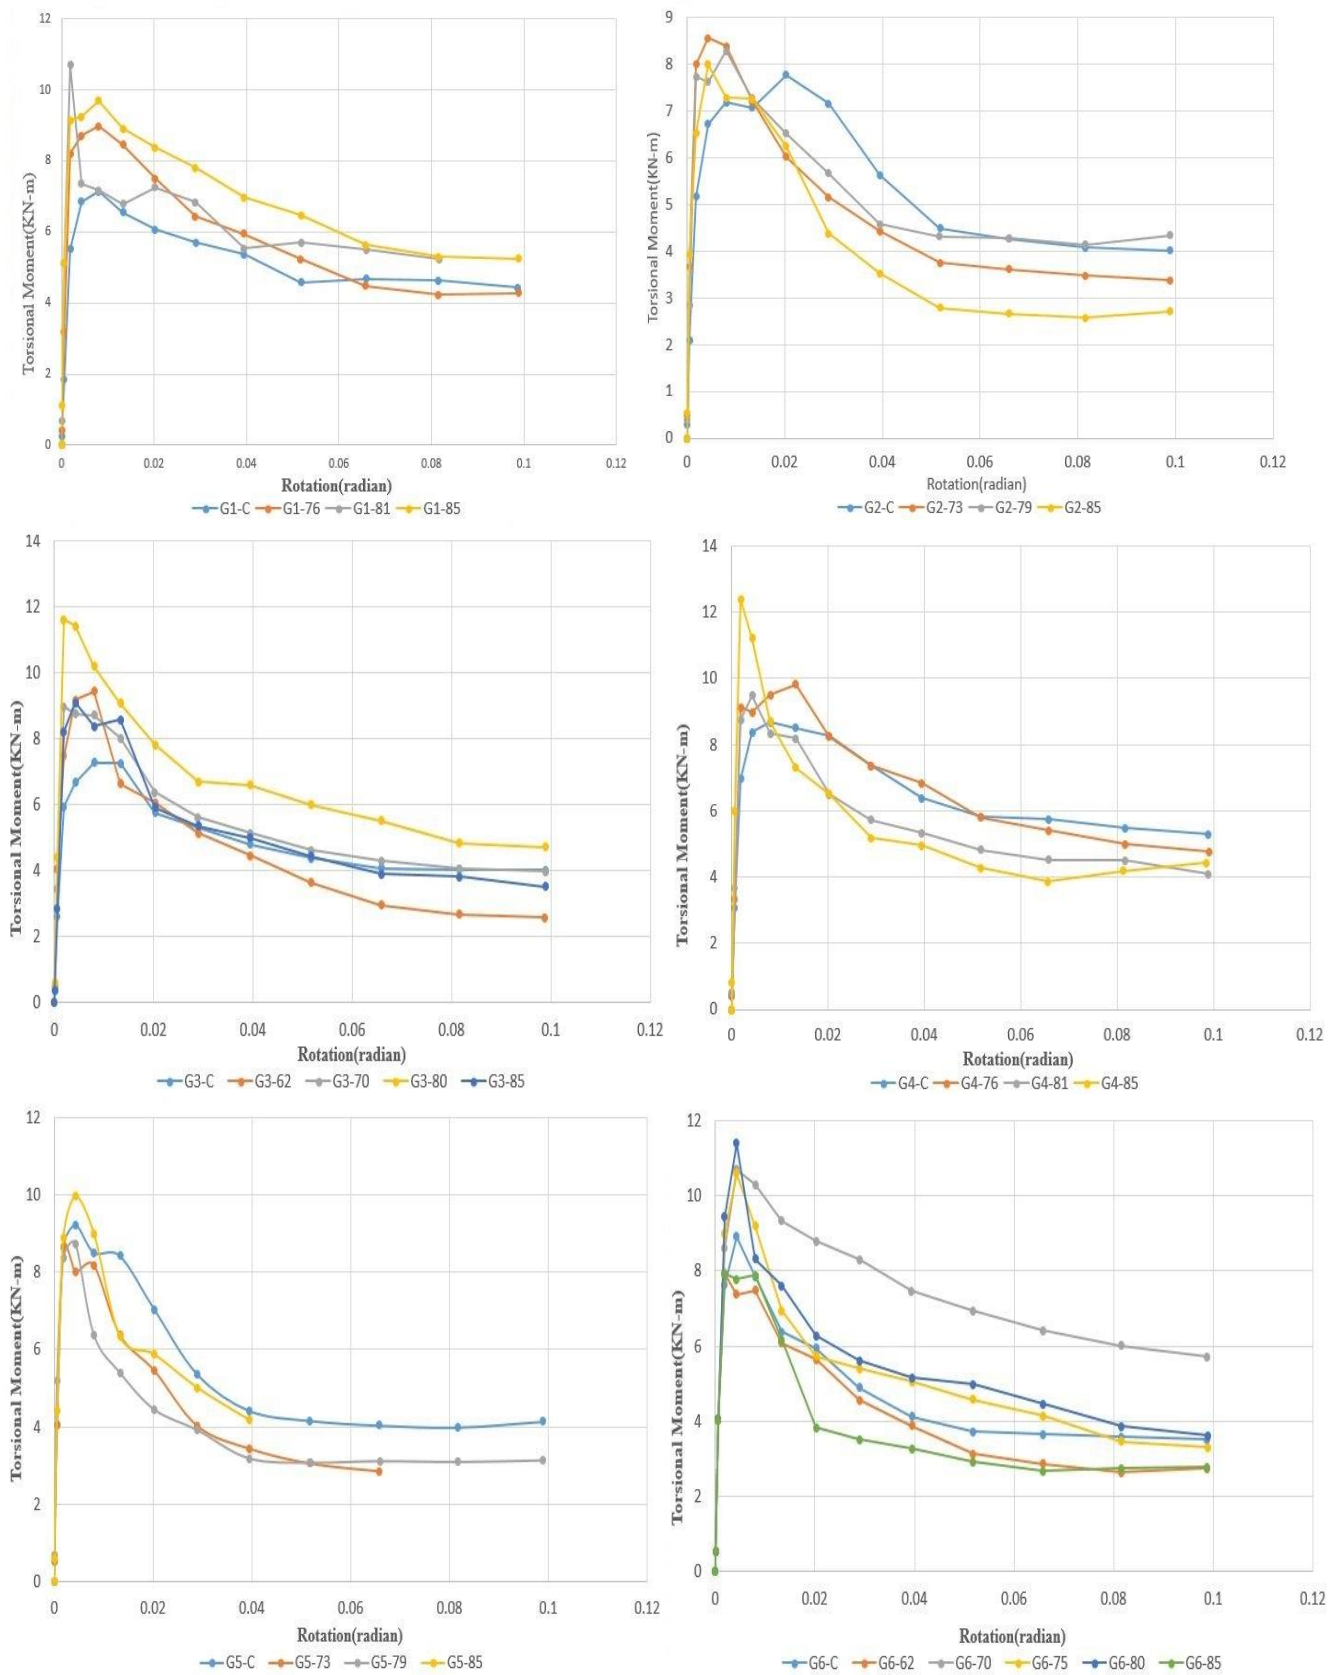 12
10
8
6
4
2
0
Torsional Moment(KN-m)
0 0.02 0.04 0.06 0.08 0.1 0.12
Rotation(radian)
G1-C G1-76 G1-81 G1-85
9
8
7
6
5
4
3
2
1
0
Torsional Moment(KN-m)
0 0.02 0.04 0.06 0.08 0.1 0.12
Rotation(radian)
G2-C G2-73 G2-79 G2-85
14
12
10
8
6
4
2
0
Torsional Moment(KN-m)
0 0.02 0.04 0.06 0.08 0.1 0.12
Rotation(radian)
G3-C G3-62 G3-70 G3-80 G3-85
14
12
10
8
6
4
2
0
Torsional Moment(KN-m)
0 0.02 0.04 0.06 0.08 0.1 0.12
Rotation(radian)
G4-C G4-76 G4-81 G4-85
12
10
8
6
4
2
0
Torsional Moment(KN-m)
0 0.02 0.04 0.06 0.08 0.1 0.12
Rotation(radian)
G5-C G5-73 G5-79 G5-85
12
10
8
6
4
2
0
Torsional Moment(KN-m)
0 0.02 0.04 0.06 0.08 0.1 0.12
Rotation(radian)
G6-C G6-62 G6-70 G6-75 G6-80 G6-85